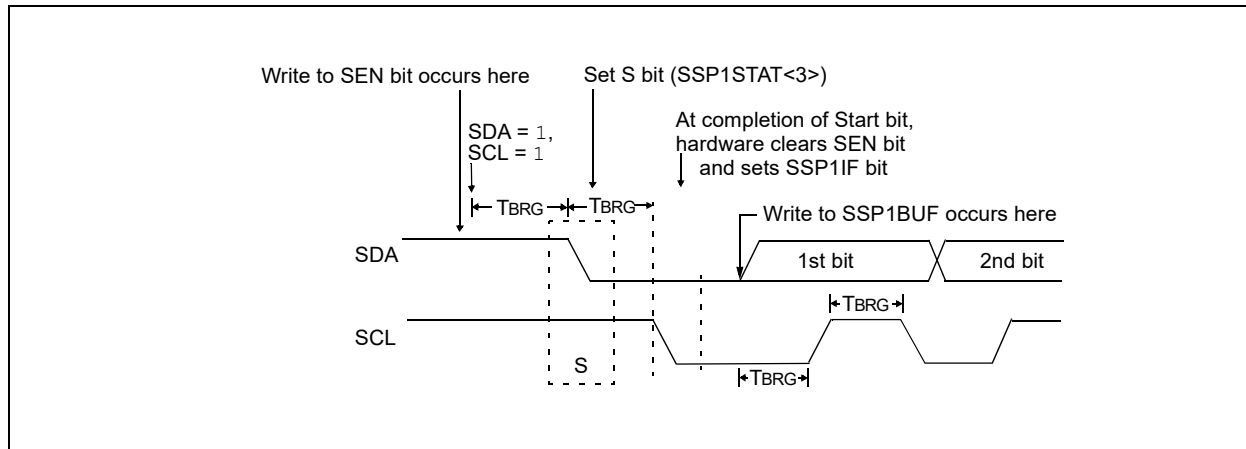 Write to SEN bit occurs here
Set S bit (SSP1STAT<3>)
SDA = 1,
SCL = 1
At completion of Start bit,
hardware clears SEN bit
and sets SSP1IF bit
TBRG
TBRG
Write to SSP1BUF occurs here
SDA
1st bit
2nd bit
TBRG
SCL
S
TBRG